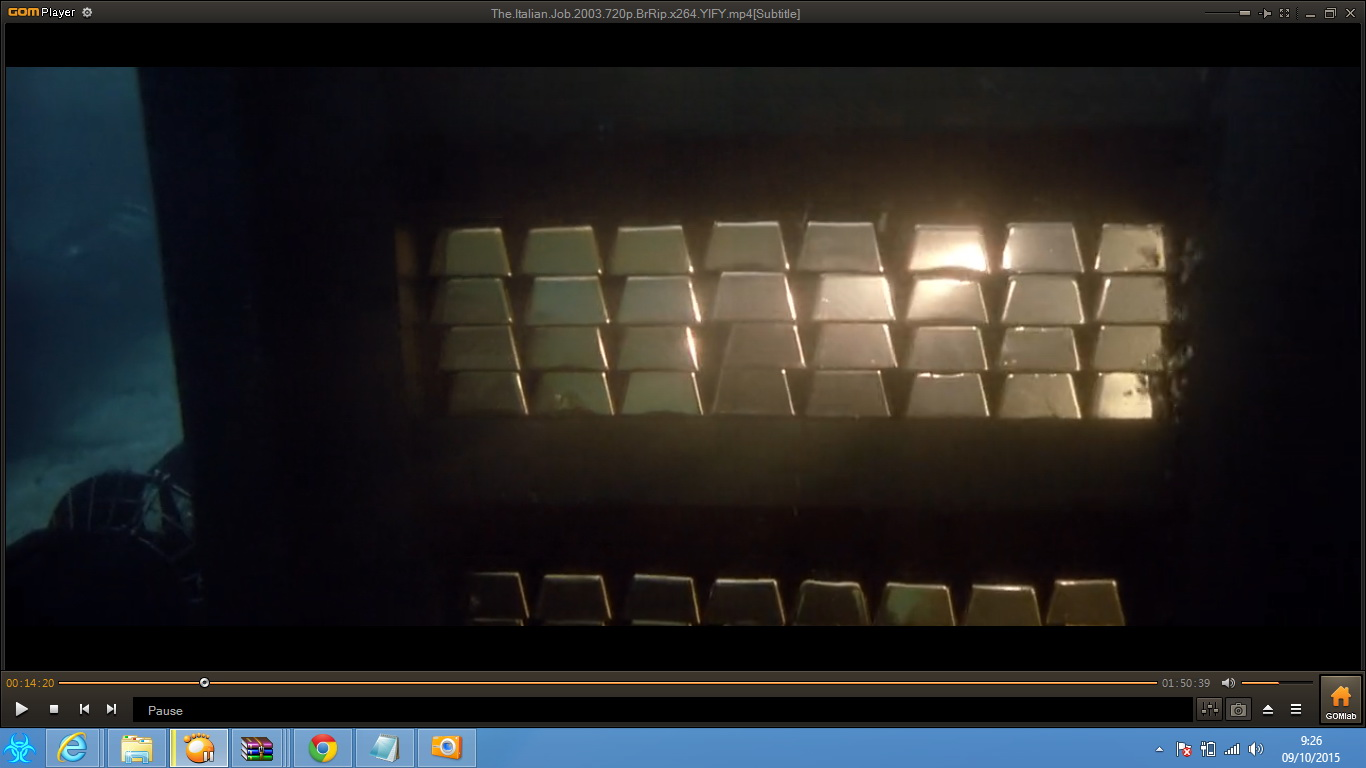 GOM Player
The.Italian.Job.2003.720p.BrRip.x264.YIFY.mp4[Subtitle]
00:14:20
01:50:39
Pause
GOMlab
9:26
09/10/2015